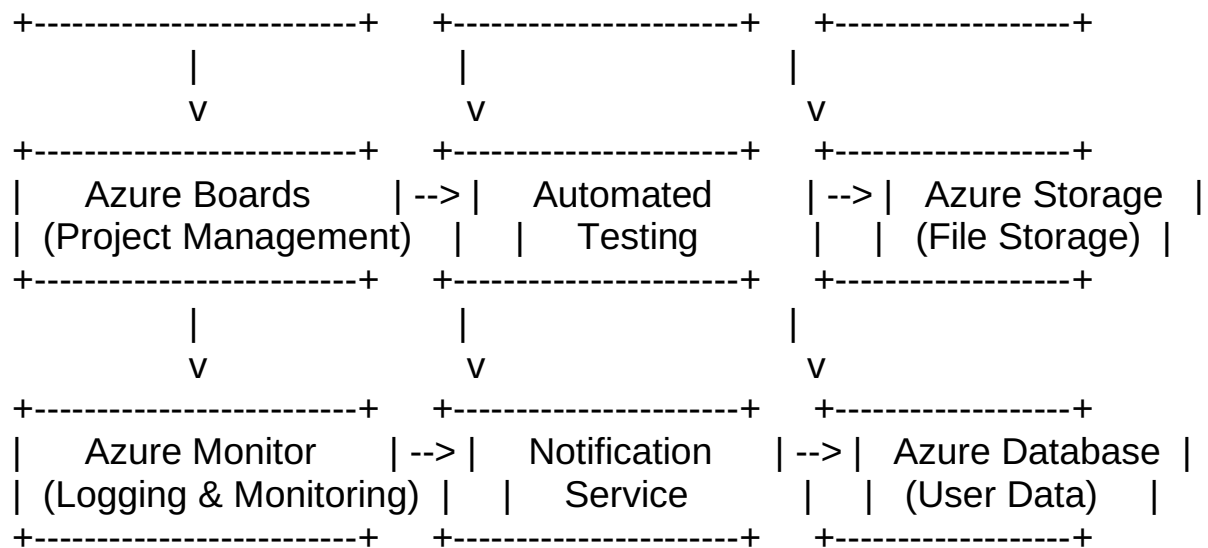 +--------------------------+ +-----------------------+ +-------------------+
| | |
v v v
+--------------------------+ +-----------------------+ +-------------------+
| Azure Boards | --> | Automated | --> | Azure Storage |
| (Project Management) | | Testing | | (File Storage) |
+--------------------------+ +-----------------------+ +-------------------+
| | |
v v v
+--------------------------+ +-----------------------+ +-------------------+
| Azure Monitor | --> | Notification | --> | Azure Database |
| (Logging & Monitoring) | | Service | | (User Data) |
+--------------------------+ +-----------------------+ +-------------------+